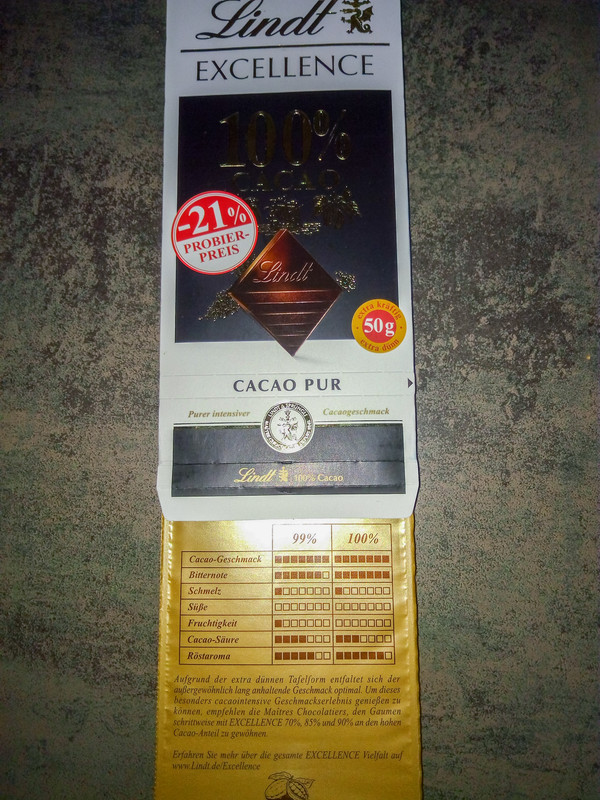 Lindt
EXCELLENCE
100%
CACAO
-21%
PROBIER-
PREIS
Lindt
extra kräftig
50g
extra dünn
CACAO PUR
Purer intensiver
Cacaogeschmack
Lindt
100% Cacao
99% 100%
Cacao-Geschmack
Bitternote
Schmelz
Süße
Fruchtigkeit
Cacao-Säure
Röstaroma
Aufgrund der extra dünnen Tafelform entfaltet sich der
außergewöhnlich lang anhaltende Geschmack optimal. Um dieses
besonders cacaointensive Geschmackserlebnis genießen zu
können, empfehlen die Maîtres Chocolatiers, den Gaumen
schrittweise mit EXCELLENCE 70%, 85% und 90% an den hohen
Cacao-Anteil zu gewöhnen.
Erfahren Sie mehr über die gesamte EXCELLENCE Vielfalt auf
www.Lindt.de/Excellence